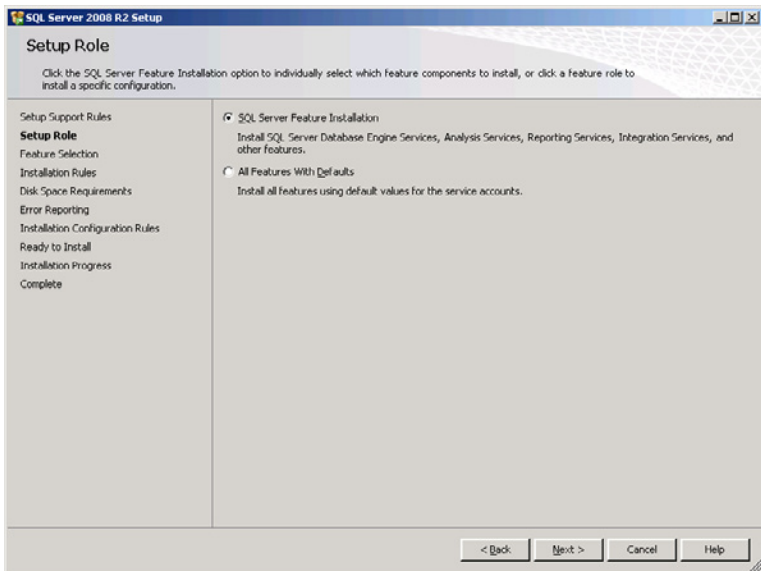 SQL Server 2008 R2 Setup
Setup Role
Click the SQL Server Feature Installation option to individually select which feature components to install, or click a feature role to
install a specific configuration.
Setup Support Rules
Setup Role
Feature Selection
Installation Rules
Disk Space Requirements
Error Reporting
Installation Configuration Rules
Ready to Install
Installation Progress
Complete
SQL Server Feature Installation
Install SQL Server Database Engine Services, Analysis Services, Reporting Services, Integration Services, and
other features.
All Features With Defaults
Install all features using default values for the service accounts.
< Back
Next >
Cancel
Help